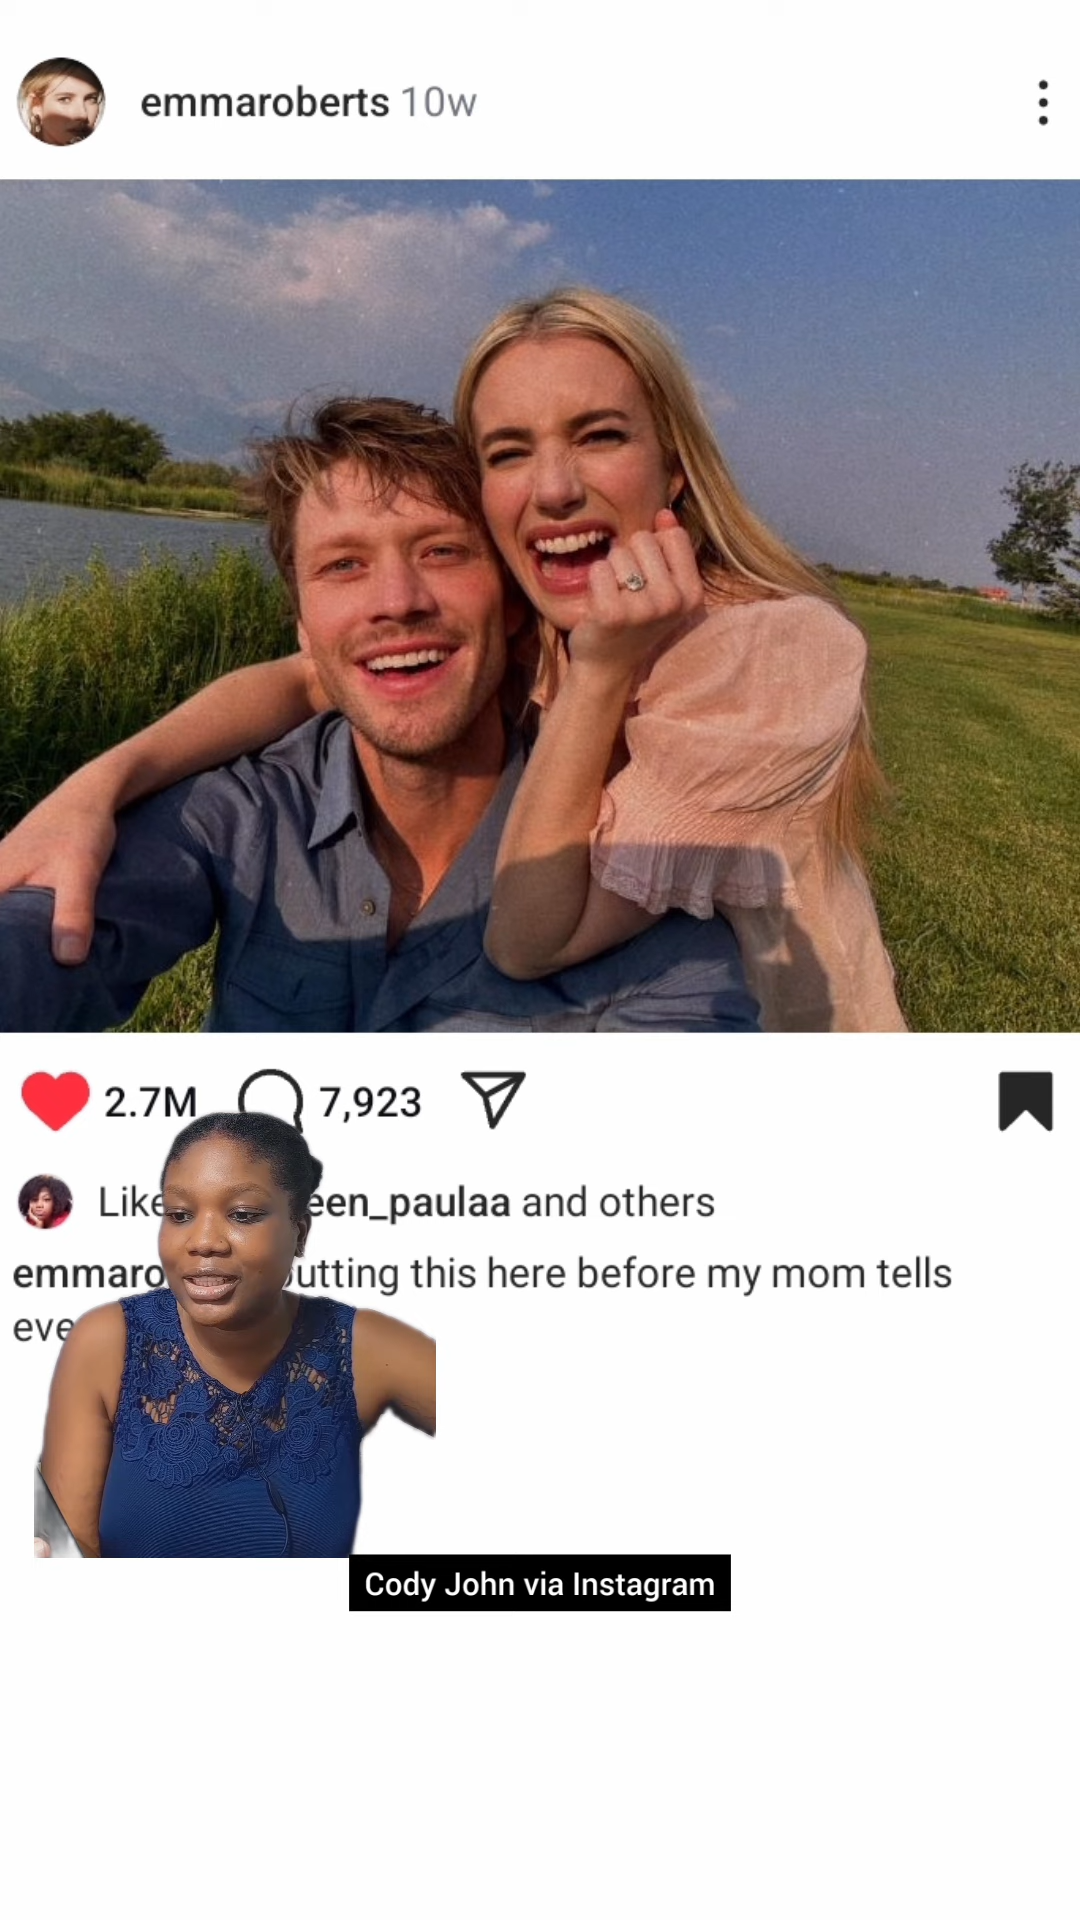 emmaroberts 10w
2.7M 7,923
Like een_paulaa and others
emmaro utting this here before my mom tells
eve
Cody John via Instagram